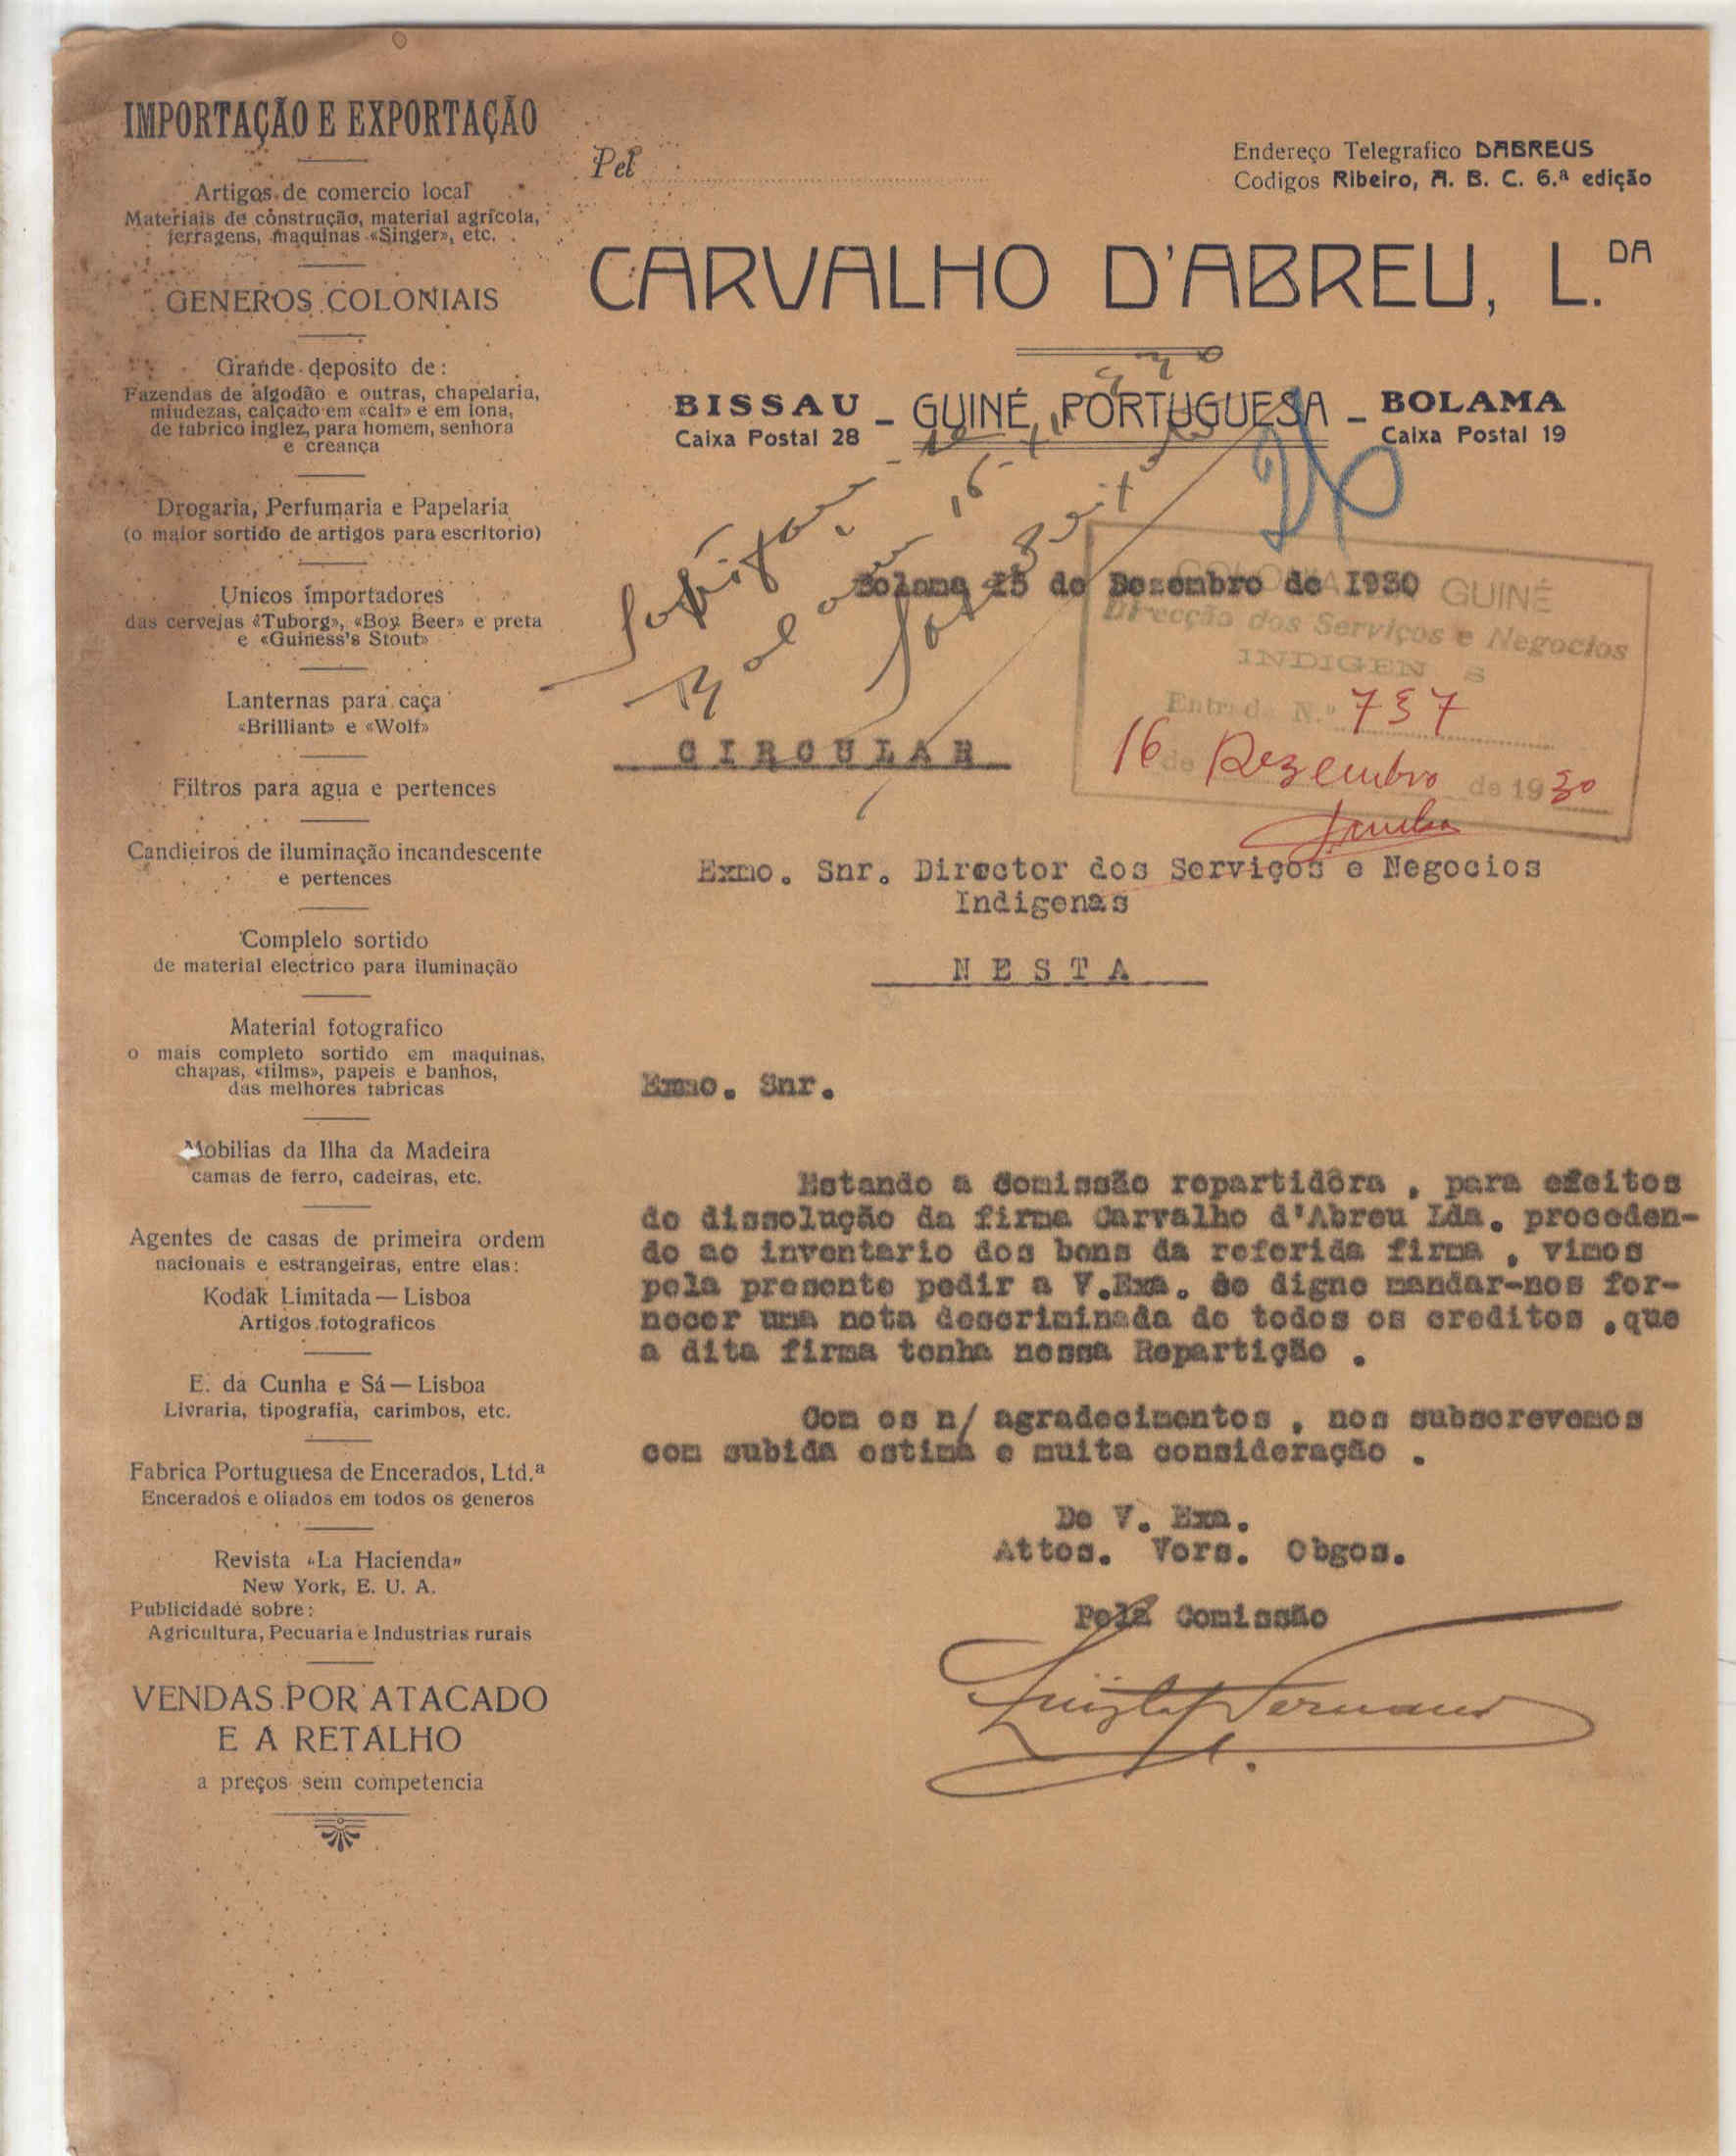 IMPORTAÇÃO E EXPORTAÇÃO
Artigos de comercio local
Materiais de construção, material agrícola,
ferragens, maquinas «Singer», etc.
GENEROS COLONIAIS
Grande deposito de:
Fazendas de algodão e outras, chapelaria,
miudezas, calçado em «calf» e em lona,
de fabrico inglez, para homem, senhora
e creança
Drogaria, Perfumaria e Papelaria
(o maior sortido de artigos para escritorio)
Unicos importadores
das cervejas «Tuborg», «Boy Beer» e preta
e «Guiness's Stout»
Lanternas para caça
«Brilliant» e «Wolf»
Filtros para agua e pertences
Candieiros de iluminação incandescente
e pertences
Complelo sortido
de material electrico para iluminação
Material fotografico
o mais completo sortido em maquinas,
chapas, «films», papeis e banhos,
das melhores fabricas
Mobilias da Ilha da Madeira
camas de ferro, cadeiras, etc.
Agentes de casas de primeira ordem
nacionais e estrangeiras, entre elas:
Kodak Limitada — Lisboa
Artigos fotograficos
E. da Cunha e Sá — Lisboa
Livraria, tipografia, carimbos, etc.
Fabrica Portuguesa de Encerados, Ltd.ª
Encerados e oliados em todos os generos
Revista «La Hacienda»
New York, E. U. A.
Publicidade sobre:
Agricultura, Pecuaria e Industrias rurais
VENDAS POR ATACADO
E A RETALHO
a preços sem competencia
Pel
Endereço Telegrafico DABREUS
Codigos Ribeiro, A. B. C. 6.ª edição
CARVALHO D'ABREU, L.DA
BISSAU - GUINÉ PORTUGUESA - BOLAMA
Caixa Postal 28
Caixa Postal 19
Bolama 15 de Dezembro de 1930
COLONIA GUINÉ
Direcção dos Serviços e Negocios
INDIGEN S
Entrada N.º 737
16 de Dezembro de 1930
CIRCULAR
Exmo. Snr. Director dos Serviços e Negocios
Indigenas
NESTA
Exmo. Snr.
Estando a Comissão repartidôra , para efeitos
de dissolução da firma Carvalho d'Abreu Lda. proceden-
do ao inventario dos bens da referida firma , vimos
pela presente pedir a V.Exa. se digne mandar-nos for-
necer uma nota descriminada de todos os creditos ,que
a dita firma tenha nessa Repartição .
Com os n/ agradecimentos , nos subscrevemos
com subida estima e muita consideração .
De V. Exa.
Attos. Vors. Obgos.
Pela Comissão